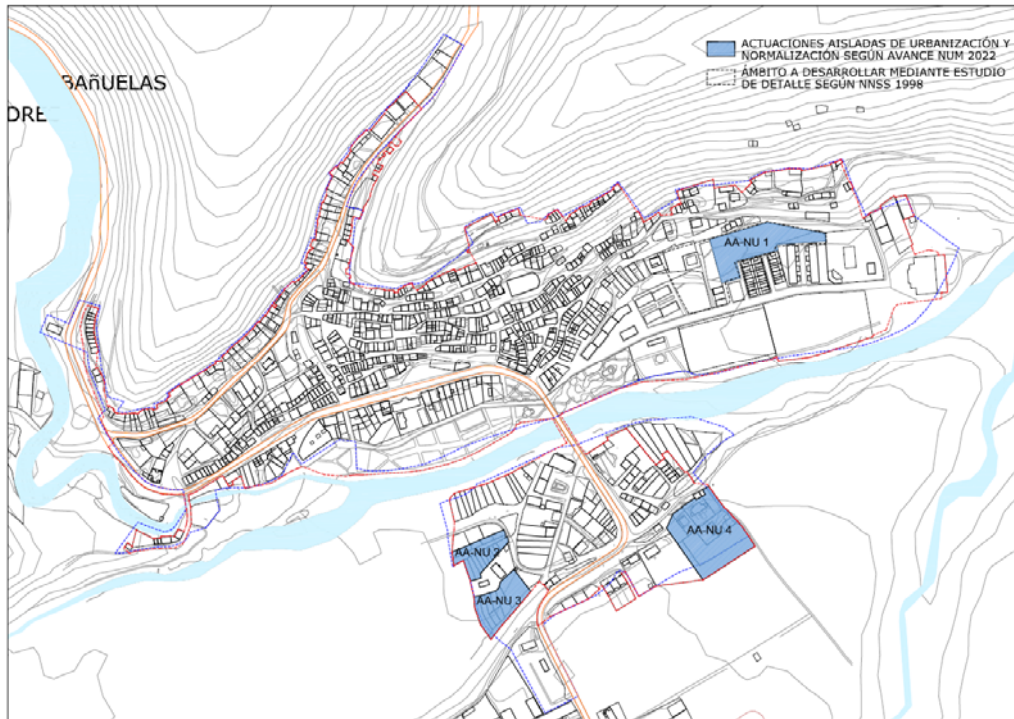 ACTUACIONES AISLADAS DE URBANIZACIÓN Y
NORMALIZACIÓN SEGÚN AVANCE NUM 2022
ÁMBITO A DESARROLLAR MEDIANTE ESTUDIO
DE DETALLE SEGÚN NNSS 1998
BAñUELAS
DRE
AA-NU 1
AA-NU 2
AA-NU 3
AA-NU 4